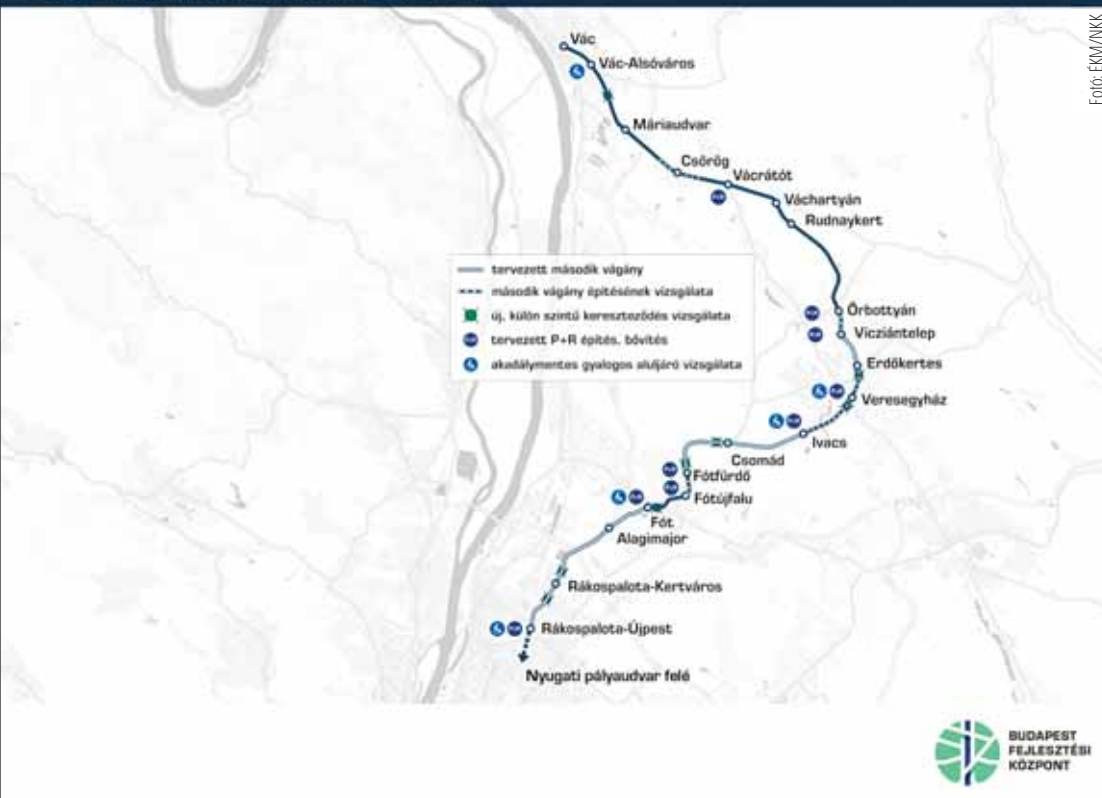 Fotó: ÉKM/NKK
Vác
Vác-Alsóváros
Máriaudvar
Csörög
Vácrátót
Váchartyán
Rudnaykert
tervezett második vágány
második vágány építésének vizsgálata
új, külön szintű kereszteződés vizsgálata
tervezett P+R építés, bővítés
akadálymentes gyalogos aluljáró vizsgálata
Őrbottyán
Vicziántelep
Erdőkertes
Veresegyház
Ivacs
Csomád
Fótfürdő
Fótújfalu
Fót
Alagimajor
Rákospalota-Kertváros
Rákospalota-Újpest
Nyugati pályaudvar felé
BUDAPEST
FEJLESZTÉSI
KÖZPONT